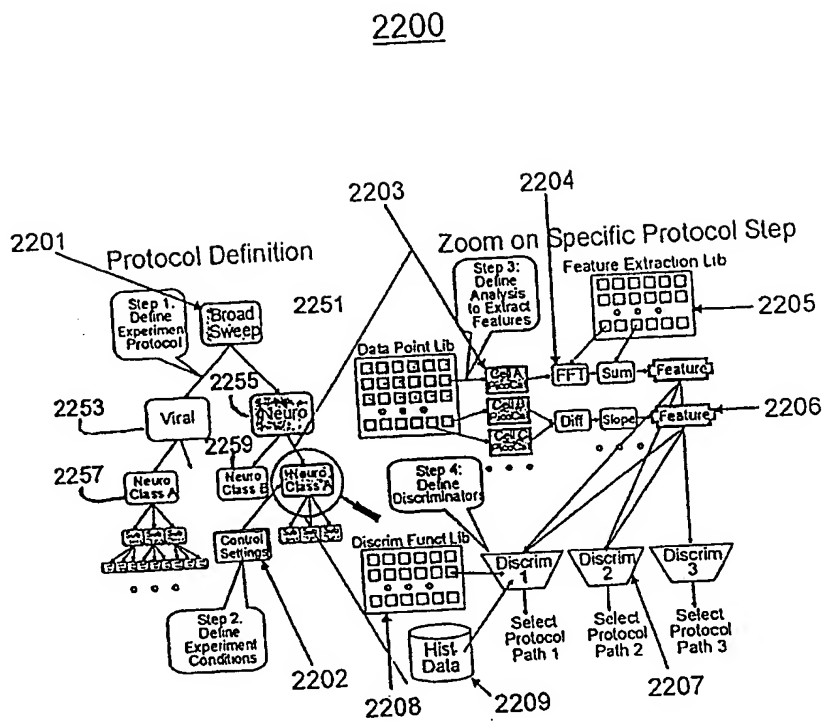 2200
2203
2204
2201
Protocol Definition
Zoom on Specific Protocol Step
Step 1.
Define
Experiment
Protocol
Broad
Sweep
2251
Step 3:
Define
Analysis
to Extract
Features
Feature Extraction Lib
2205
Data Point Lib
2255
2253
Viral
Neuro
Cell A
FFT
Sum
Feature
2259
Cell B
Cell C
Diff
Slope
Feature
2206
2257
Neuro
Class A
Neuro
Class B
Neuro
Class A
Step 4:
Define
Discriminators
Control
Settings
Discrim Funct Lib
Discrim
1
Discrim
2
Discrim
3
Step 2.
Define
Experiment
Conditions
Hist
Data
Select
Protocol
Path 1
Select
Protocol
Path 2
Select
Protocol
Path 3
2202
2208
2209
2207